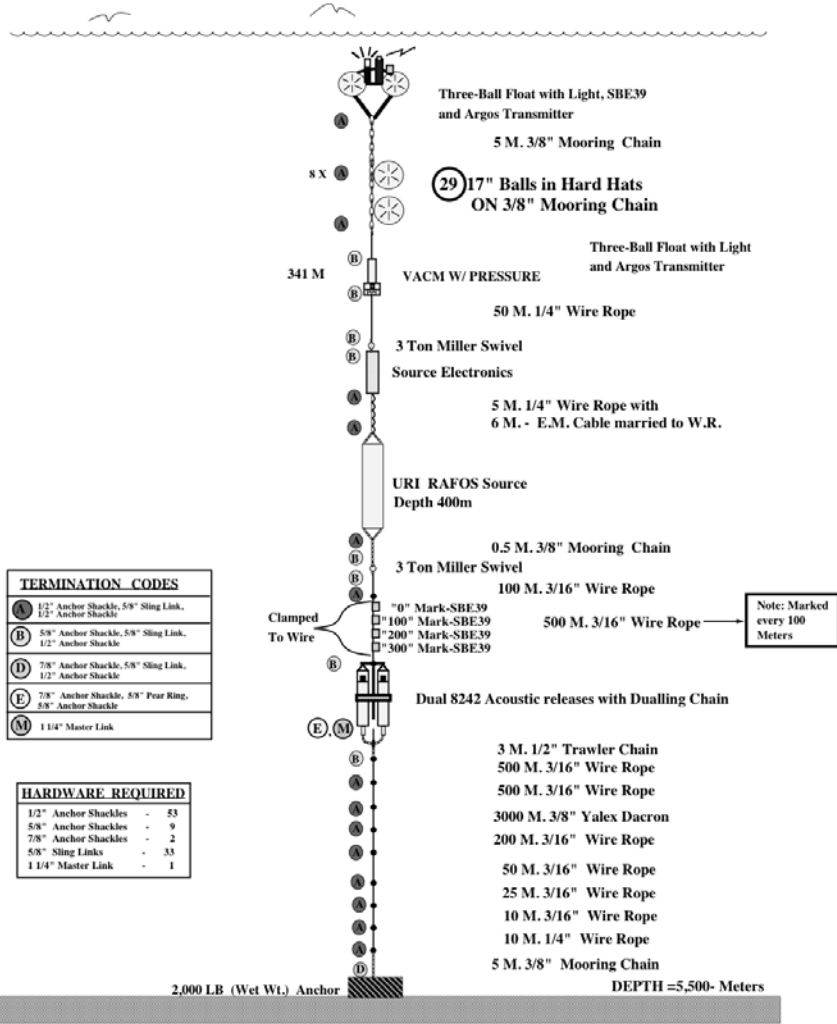 Three-Ball Float with Light, SBE39
and Argos Transmitter
A
5 M. 3/8" Mooring Chain
8 X A
29 17" Balls in Hard Hats
ON 3/8" Mooring Chain
A
Three-Ball Float with Light
and Argos Transmitter
B
341 M
VACM W/ PRESSURE
B
50 M. 1/4" Wire Rope
B
3 Ton Miller Swivel
B
Source Electronics
A
5 M. 1/4" Wire Rope with
6 M. - E.M. Cable married to W.R.
A
URI RAFOS Source
Depth 400m
A
0.5 M. 3/8" Mooring Chain
B
3 Ton Miller Swivel
B
100 M. 3/16" Wire Rope
A
Clamped
To Wire
"0" Mark-SBE39
"100" Mark-SBE39
"200" Mark-SBE39
"300" Mark-SBE39
500 M. 3/16" Wire Rope
Note: Marked
every 100
Meters
B
Dual 8242 Acoustic releases with Dualling Chain
E , M
3 M. 1/2" Trawler Chain
B
500 M. 3/16" Wire Rope
A
500 M. 3/16" Wire Rope
A
3000 M. 3/8" Yalex Dacron
A
200 M. 3/16" Wire Rope
A
50 M. 3/16" Wire Rope
A
25 M. 3/16" Wire Rope
A
10 M. 3/16" Wire Rope
A
10 M. 1/4" Wire Rope
A
5 M. 3/8" Mooring Chain
D
2,000 LB (Wet Wt.) Anchor
DEPTH =5,500- Meters
TERMINATION CODES
A 1/2" Anchor Shackle, 5/8" Sling Link,
1/2" Anchor Shackle
B 5/8" Anchor Shackle, 5/8" Sling Link,
1/2" Anchor Shackle
D 7/8" Anchor Shackle, 5/8" Sling Link,
1/2" Anchor Shackle
E 7/8" Anchor Shackle, 5/8" Pear Ring,
5/8" Anchor Shackle
M 1 1/4" Master Link
HARDWARE REQUIRED
1/2" Anchor Shackles - 53
5/8" Anchor Shackles - 9
7/8" Anchor Shackles - 2
5/8" Sling Links - 33
1 1/4" Master Link - 1